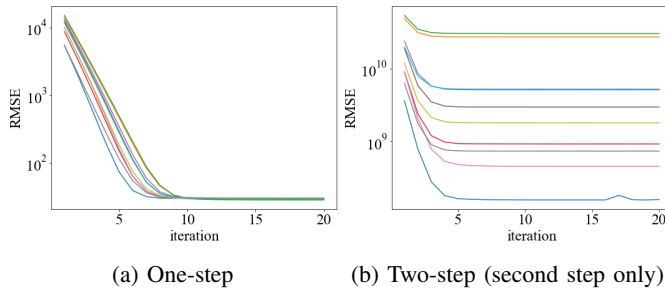 10^4
10^3
10^2
RMSE
5 10 15 20
iteration
10^10
10^9
RMSE
5 10 15 20
iteration
(a) One-step
(b) Two-step (second step only)